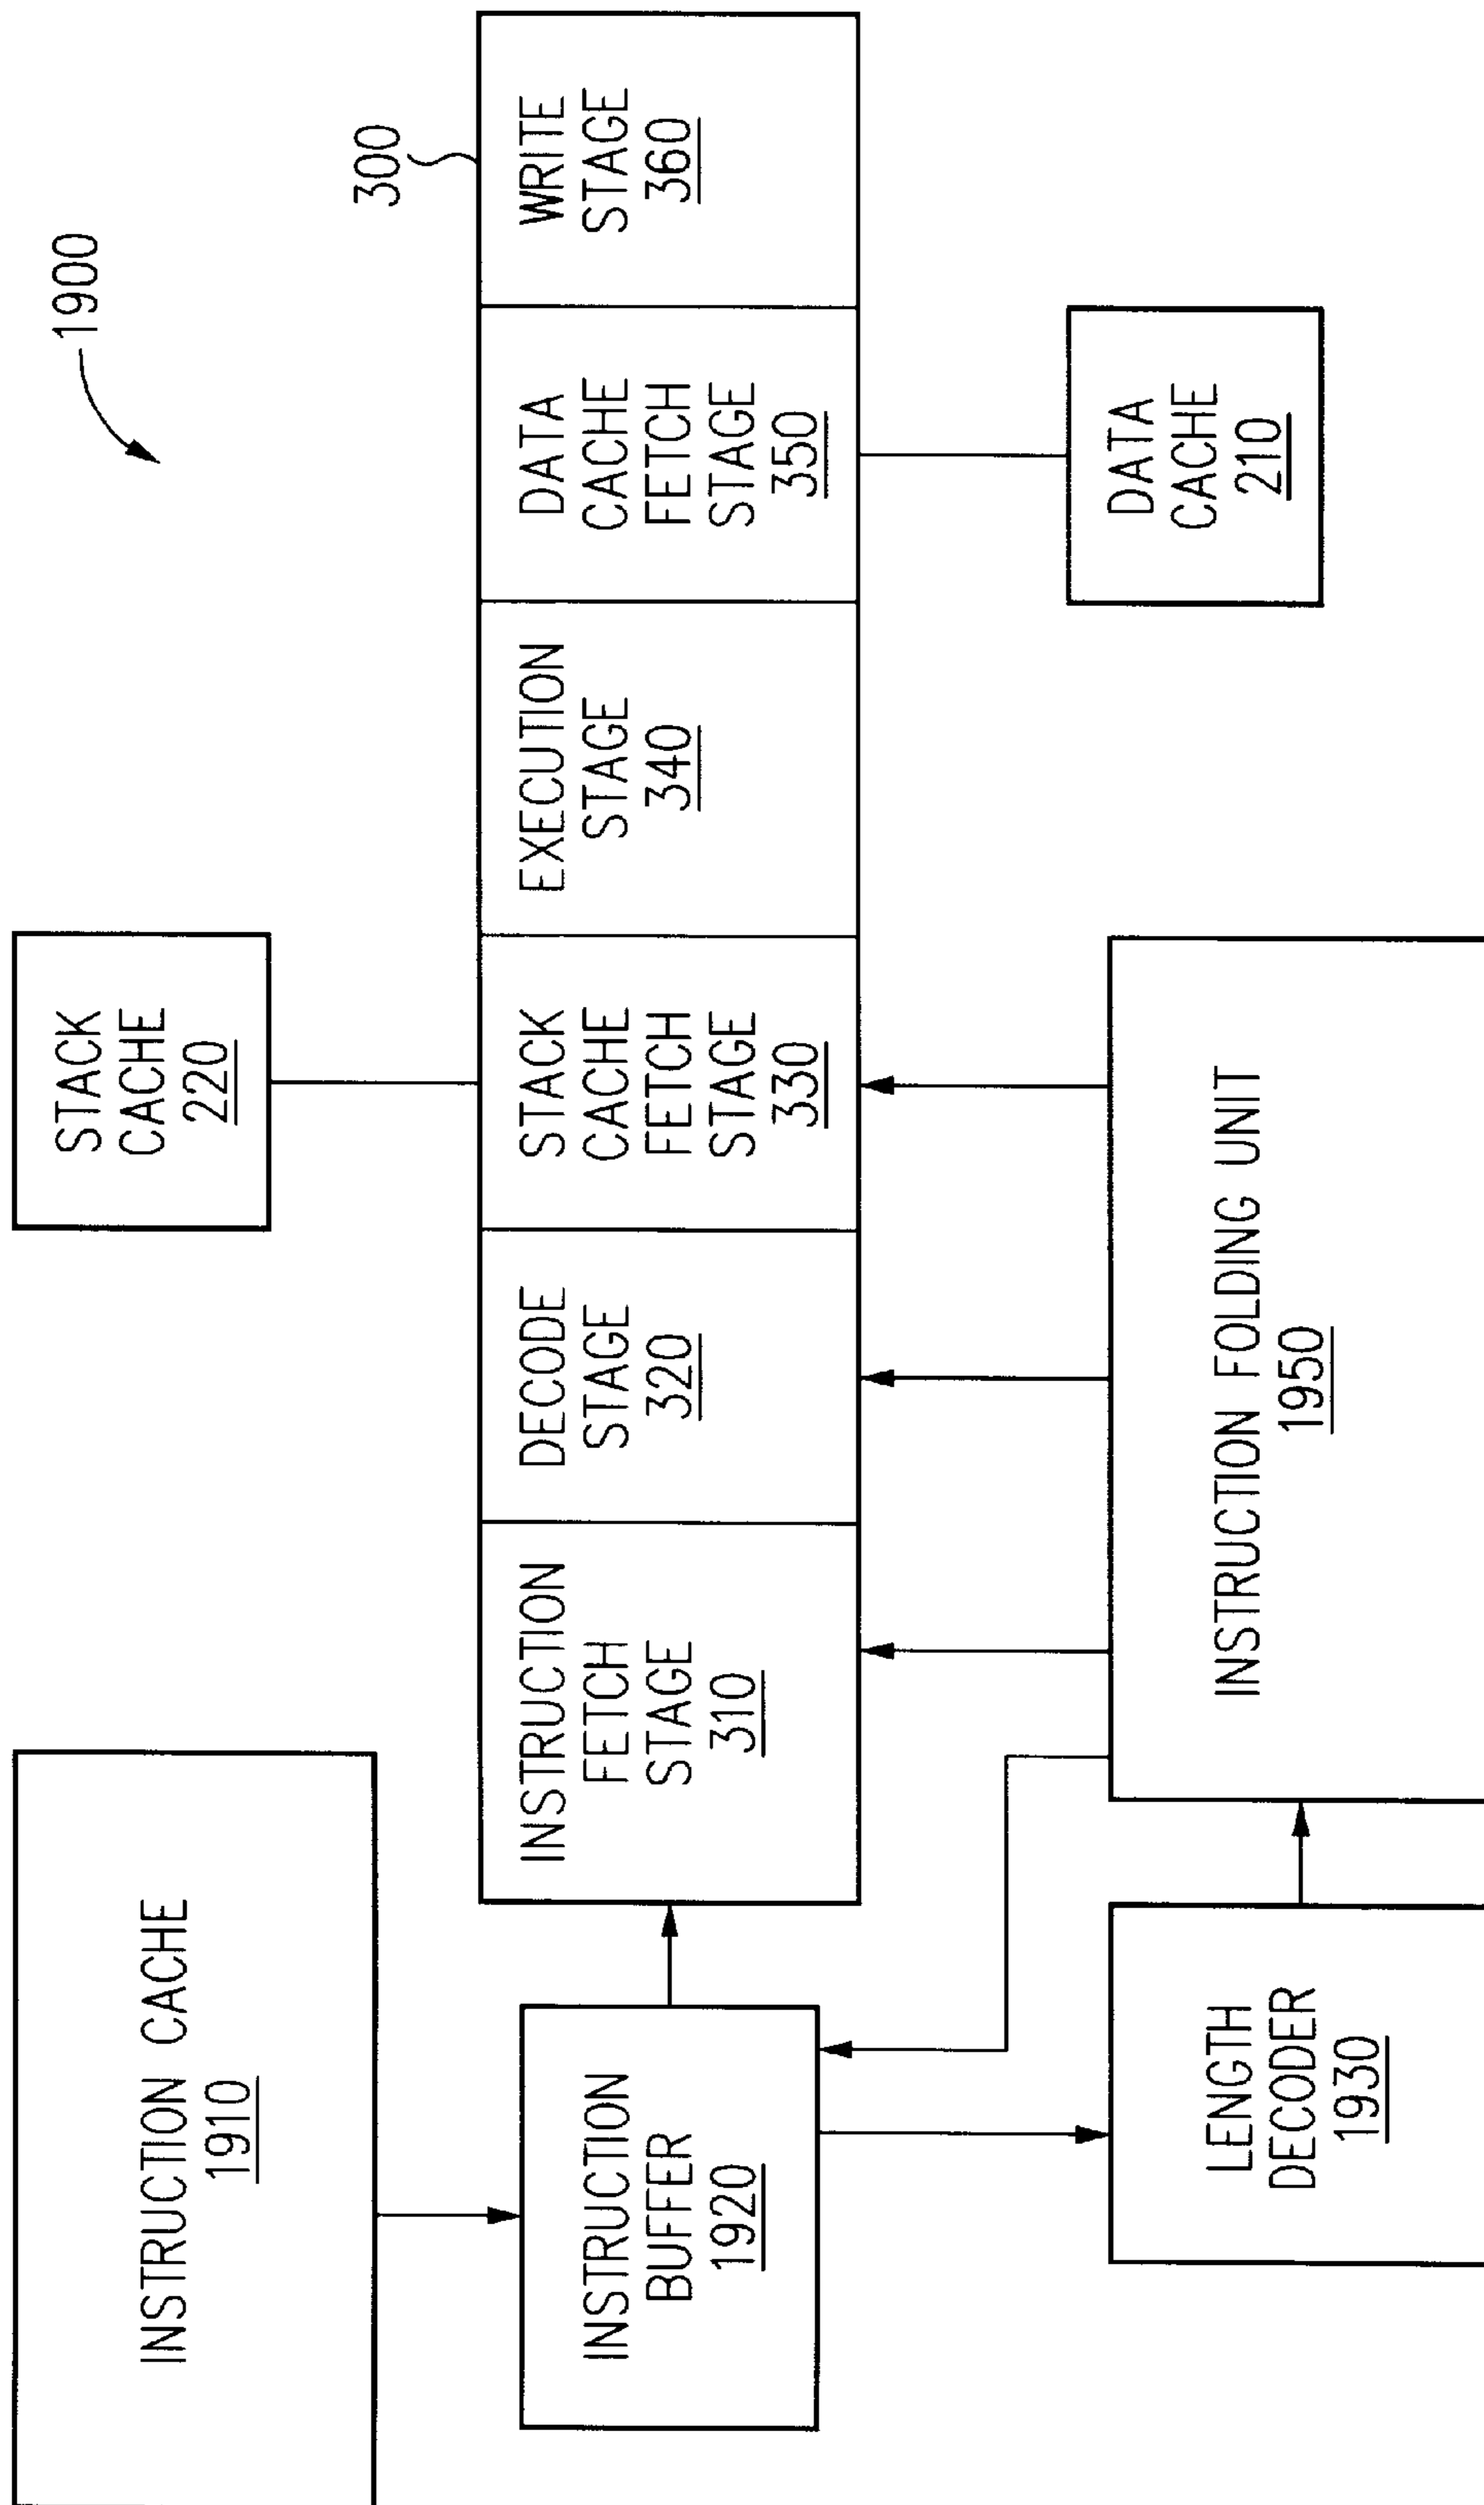 1900
300
INSTRUCTION CACHE
1910
STACK
CACHE
220
INSTRUCTION
BUFFER
1920
INSTRUCTION
FETCH
STAGE
310
DECODE
STAGE
320
STACK
CACHE
FETCH
STAGE
330
EXECUTION
STAGE
340
DATA
CACHE
FETCH
STAGE
350
WRITE
STAGE
360
LENGTH
DECODER
1930
INSTRUCTION FOLDING UNIT
1950
DATA
CACHE
210